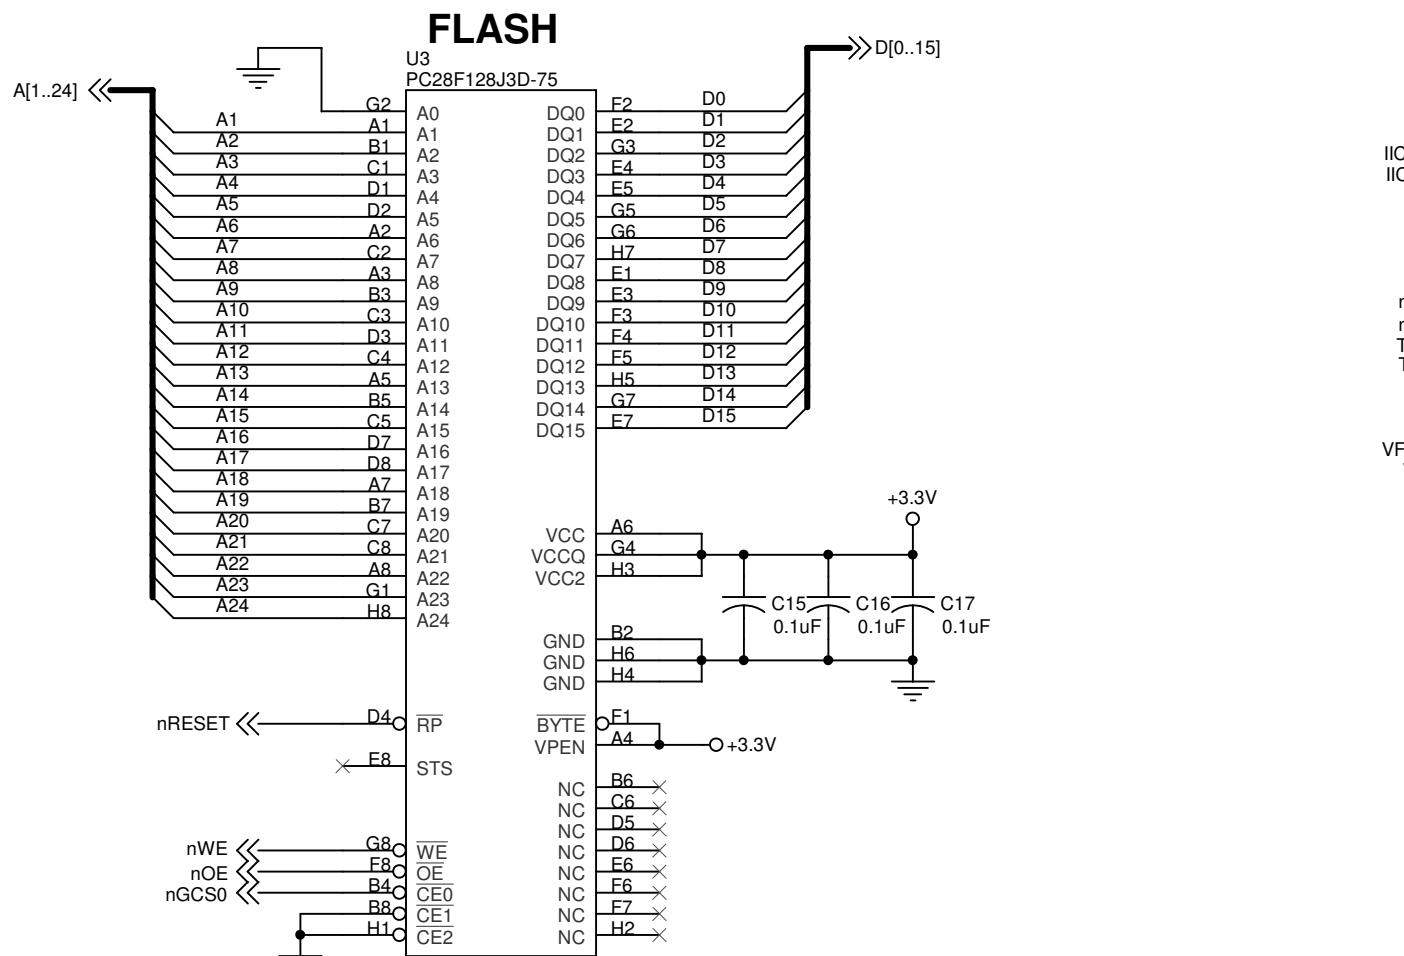 FLASH
U3
PC28F128J3D-75
A[1..24]
D[0..15]
G2 A0 DQ0 F2 D0
A1 A1 A1 DQ1 E2 D1
A2 B1 A2 DQ2 G3 D2
A3 C1 A3 DQ3 E4 D3
A4 D1 A4 DQ4 E5 D4
A5 D2 A5 DQ5 G5 D5
A6 A2 A6 DQ6 G6 D6
A7 C2 A7 DQ7 H7 D7
A8 A3 A8 DQ8 E1 D8
A9 B3 A9 DQ9 E3 D9
A10 C3 A10 DQ10 F3 D10
A11 D3 A11 DQ11 F4 D11
A12 C4 A12 DQ12 F5 D12
A13 A5 A13 DQ13 H5 D13
A14 B5 A14 DQ14 G7 D14
A15 C5 A15 DQ15 E7 D15
A16 D7 A16
A17 D8 A17
A18 A7 A18
A19 B7 A19
A20 C7 A20 VCC A6
A21 C8 A21 VCCQ G4
A22 A8 A22 VCC2 H3
A23 G1 A23
A24 H8 A24
+3.3V
C15 C16 C17
0.1uF 0.1uF 0.1uF
GND B2
GND H6
GND H4
nRESET D4 RP BYTE F1
VPEN A4 +3.3V
E8 STS
NC B6
NC C6
NC D5
nWE G8 WE NC D6
nOE F8 OE NC E6
nGCS0 B4 CE0 NC F6
B8 CE1 NC F7
H1 CE2 NC H2